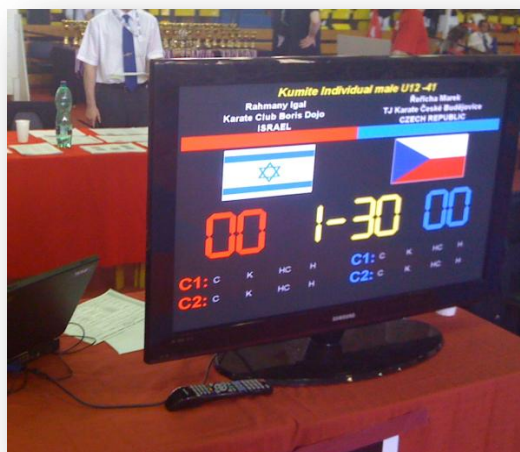 Kumite Individual male U12 -41
Rahmany Igal
Karate Club Boris Dojo
ISRAEL
Řeřicha Marek
TJ Karate České Budějovice
CZECH REPUBLIC
00
1-30
00
C1: C K HC H
C2: C K HC H
C1: C K HC H
C2: C K HC H
SAMSUNG